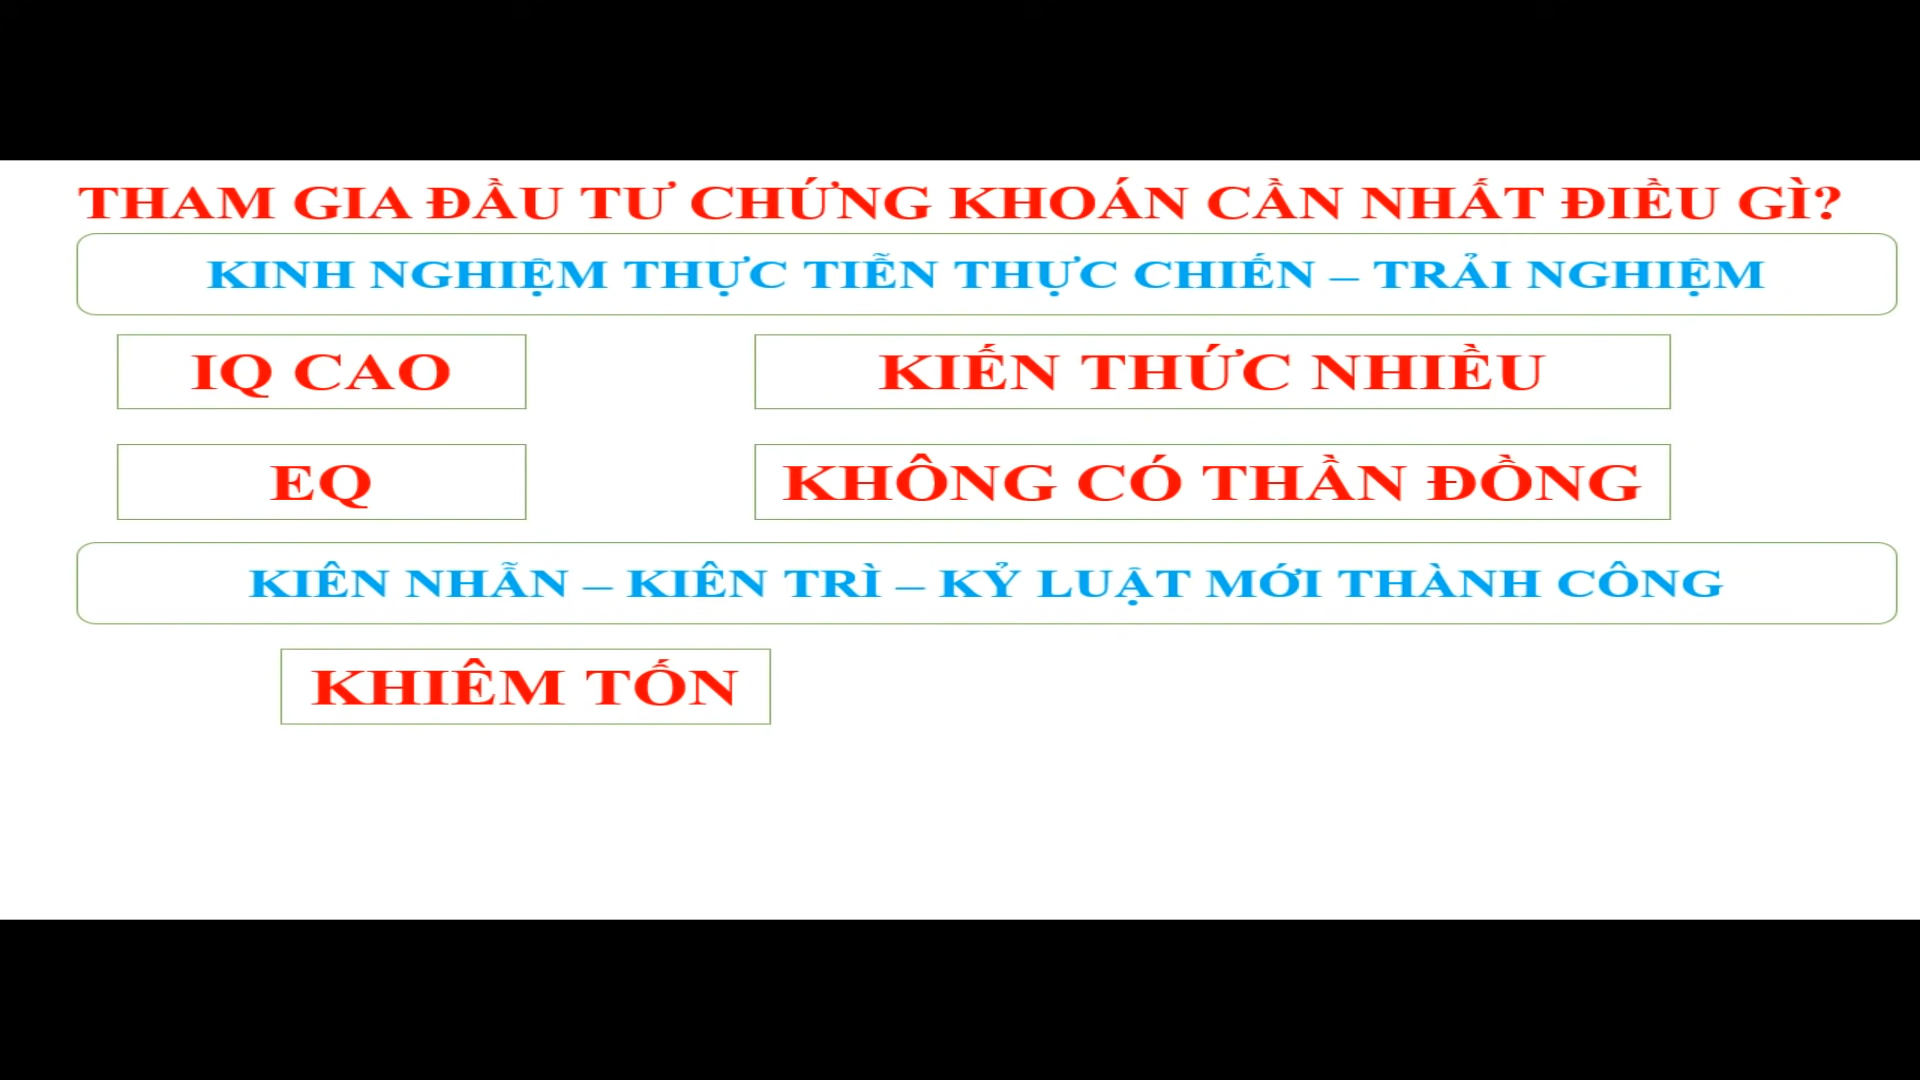 THAM GIA ĐẦU TƯ CHỨNG KHOÁN CẦN NHẤT ĐIỀU GÌ?
KINH NGHIỆM THỰC TIỄN THỰC CHIẾN – TRẢI NGHIỆM
IQ CAO
KIẾN THỨC NHIỀU
EQ
KHÔNG CÓ THẦN ĐỒNG
KIÊN NHẪN – KIÊN TRÌ – KỶ LUẬT MỚI THÀNH CÔNG
KHIÊM TỐN